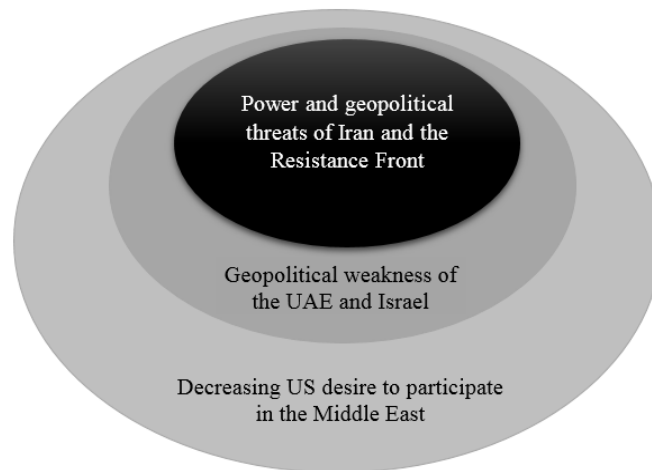 Power and geopolitical
threats of Iran and the
Resistance Front
Geopolitical weakness of
the UAE and Israel
Decreasing US desire to participate
in the Middle East